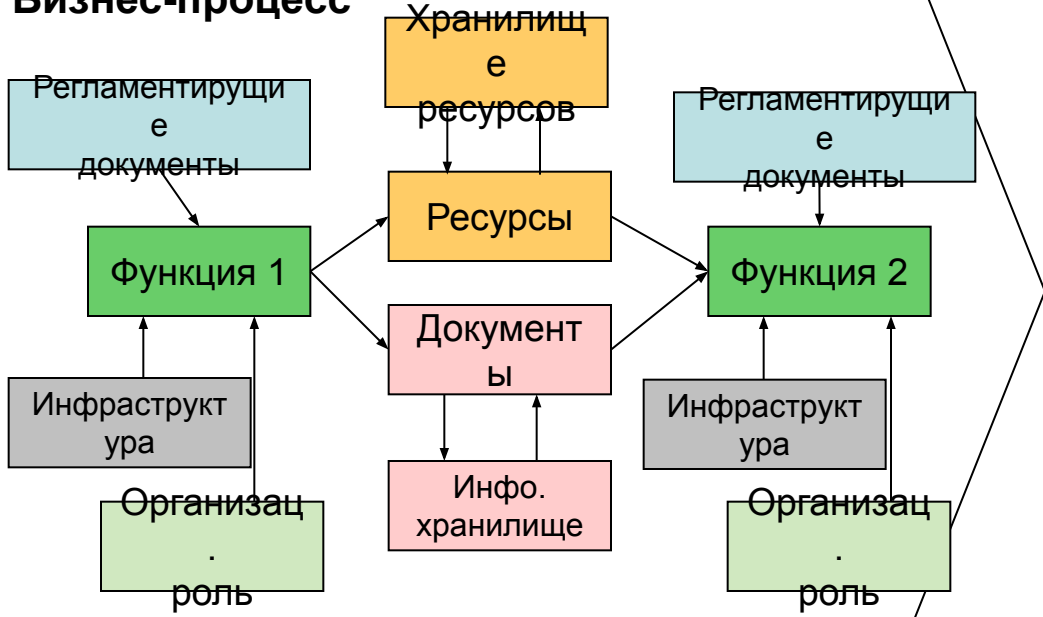 Бизнес-процесс
Хранилищ
е
ресурсов
Регламентирущи
е
документы
Регламентирущи
е
документы
Ресурсы
Функция 1
Функция 2
Документ
ы
Инфраструкт
ура
Инфраструкт
ура
Инфо.
хранилище
Организац
.
роль
Организац
.
роль